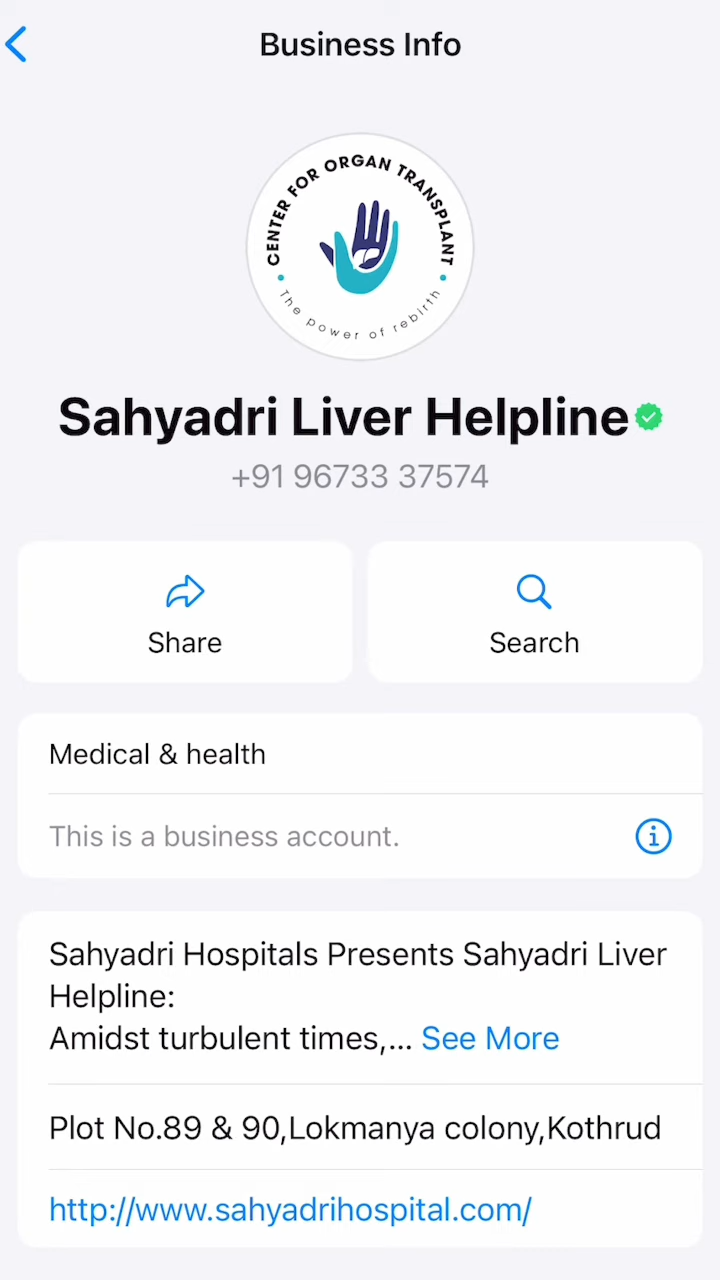 Business Info
CENTER FOR ORGAN TRANSPLANT
The power of rebirth
Sahyadri Liver Helpline
+91 96733 37574
Share
Search
Medical & health
This is a business account.
Sahyadri Hospitals Presents Sahyadri Liver
Helpline:
Amidst turbulent times,... See More
Plot No.89 & 90,Lokmanya colony,Kothrud
http://www.sahyadrihospital.com/